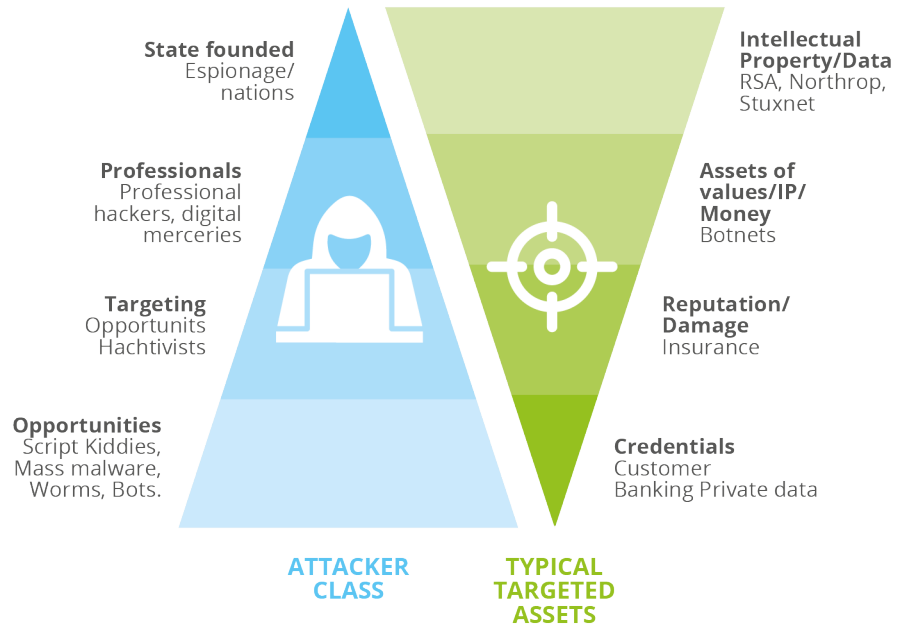 State founded
Espionage/
nations
Professionals
Professional
hackers, digital
merceries
Targeting
Opportunits
Hachtivists
Opportunities
Script Kiddies,
Mass malware,
Worms, Bots.
ATTACKER
CLASS
Intellectual
Property/Data
RSA, Northrop,
Stuxnet
Assets of
values/IP/
Money
Botnets
Reputation/
Damage
Insurance
Credentials
Customer
Banking Private data
TYPICAL
TARGETED
ASSETS